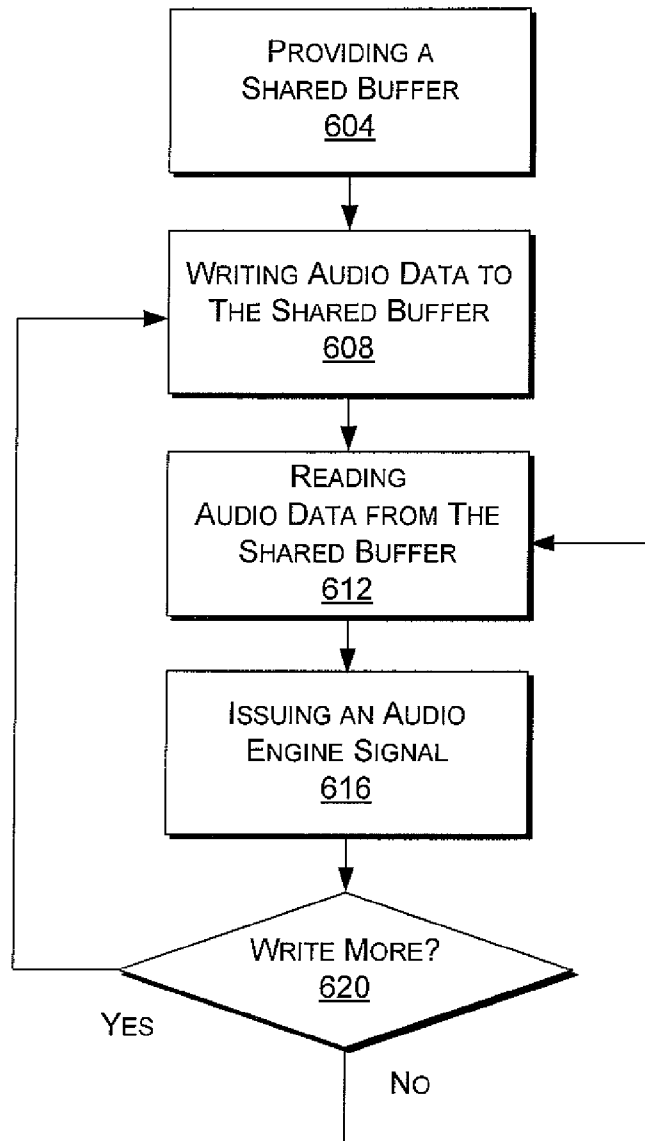 PROVIDING A
SHARED BUFFER
604
WRITING AUDIO DATA TO
THE SHARED BUFFER
608
READING
AUDIO DATA FROM THE
SHARED BUFFER
612
ISSUING AN AUDIO
ENGINE SIGNAL
616
WRITE MORE?
620
YES
NO